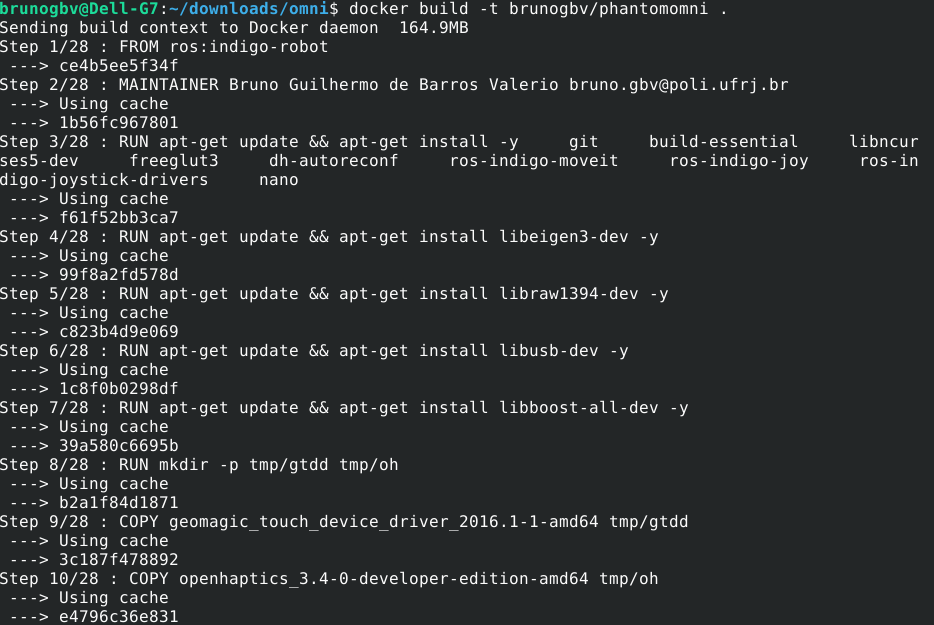 brunogbv@Dell-G7:~/downloads/omni$ docker build -t brunogbv/phantomomni .
Sending build context to Docker daemon  164.9MB
Step 1/28 : FROM ros:indigo-robot
 ---> ce4b5ee5f34f
Step 2/28 : MAINTAINER Bruno Guilhermo de Barros Valerio bruno.gbv@poli.ufrj.br
 ---> Using cache
 ---> 1b56fc967801
Step 3/28 : RUN apt-get update && apt-get install -y     git     build-essential     libncur
ses5-dev     freeglut3     dh-autoreconf     ros-indigo-moveit     ros-indigo-joy     ros-in
digo-joystick-drivers     nano
 ---> Using cache
 ---> f61f52bb3ca7
Step 4/28 : RUN apt-get update && apt-get install libeigen3-dev -y
 ---> Using cache
 ---> 99f8a2fd578d
Step 5/28 : RUN apt-get update && apt-get install libraw1394-dev -y
 ---> Using cache
 ---> c823b4d9e069
Step 6/28 : RUN apt-get update && apt-get install libusb-dev -y
 ---> Using cache
 ---> 1c8f0b0298df
Step 7/28 : RUN apt-get update && apt-get install libboost-all-dev -y
 ---> Using cache
 ---> 39a580c6695b
Step 8/28 : RUN mkdir -p tmp/gtdd tmp/oh
 ---> Using cache
 ---> b2a1f84d1871
Step 9/28 : COPY geomagic_touch_device_driver_2016.1-1-amd64 tmp/gtdd
 ---> Using cache
 ---> 3c187f478892
Step 10/28 : COPY openhaptics_3.4-0-developer-edition-amd64 tmp/oh
 ---> Using cache
 ---> e4796c36e831